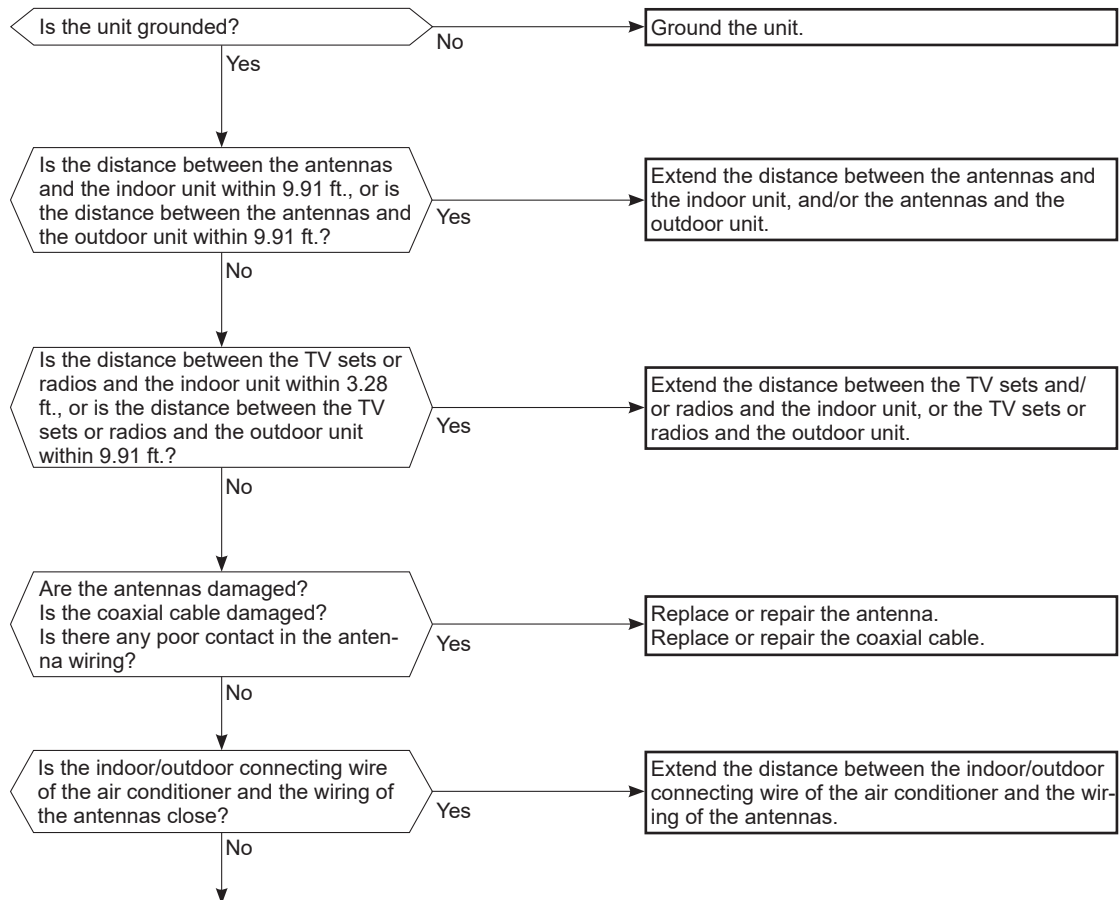 Is the unit grounded?
No
Ground the unit.
Yes
Is the distance between the antennas
and the indoor unit within 9.91 ft., or is
the distance between the antennas and
the outdoor unit within 9.91 ft.?
Yes
Extend the distance between the antennas and
the indoor unit, and/or the antennas and the
outdoor unit.
No
Is the distance between the TV sets or
radios and the indoor unit within 3.28
ft., or is the distance between the TV
sets or radios and the outdoor unit
within 9.91 ft.?
Yes
Extend the distance between the TV sets and/
or radios and the indoor unit, or the TV sets or
radios and the outdoor unit.
No
Are the antennas damaged?
Is the coaxial cable damaged?
Is there any poor contact in the anten-
na wiring?
Yes
Replace or repair the antenna.
Replace or repair the coaxial cable.
No
Is the indoor/outdoor connecting wire
of the air conditioner and the wiring of
the antennas close?
Yes
Extend the distance between the indoor/outdoor
connecting wire of the air conditioner and the wir-
ing of the antennas.
No